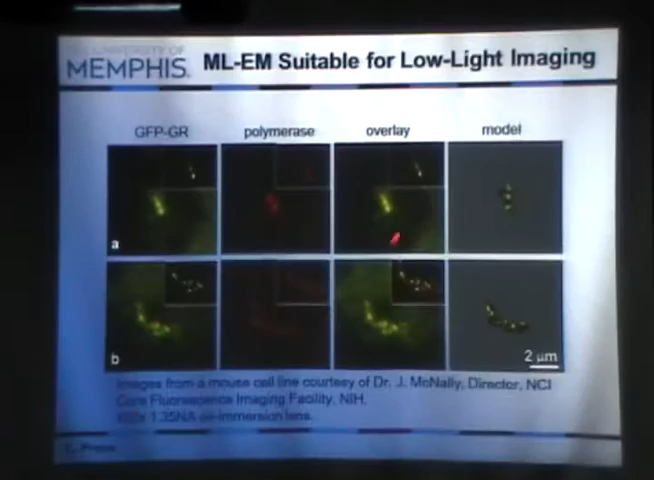 THE UNIVERSITY OF
MEMPHIS.
ML-EM Suitable for Low-Light Imaging
GFP-GR
polymerase
overlay
model
a
b
2 µm
Images from a mouse cell line courtesy of Dr. J. McNally, Director, NCI
Core Fluorescence Imaging Facility, NIH.
1.35NA oil-immersion lens.